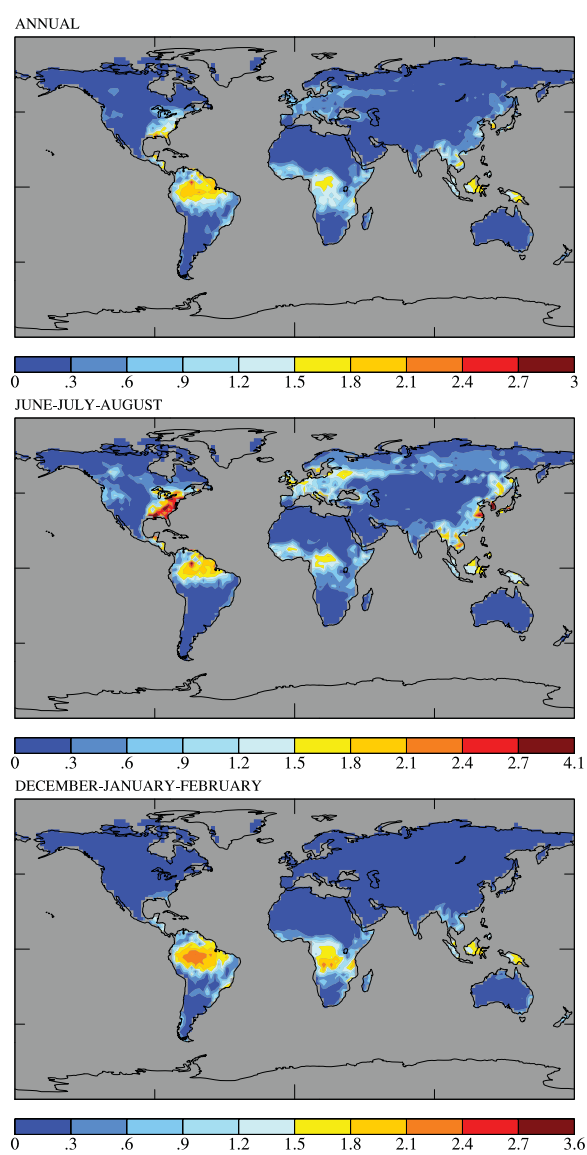 ANNUAL
0 .3 .6 .9 1.2 1.5 1.8 2.1 2.4 2.7 3
JUNE-JULY-AUGUST
0 .3 .6 .9 1.2 1.5 1.8 2.1 2.4 2.7 4.1
DECEMBER-JANUARY-FEBRUARY
0 .3 .6 .9 1.2 1.5 1.8 2.1 2.4 2.7 3.6